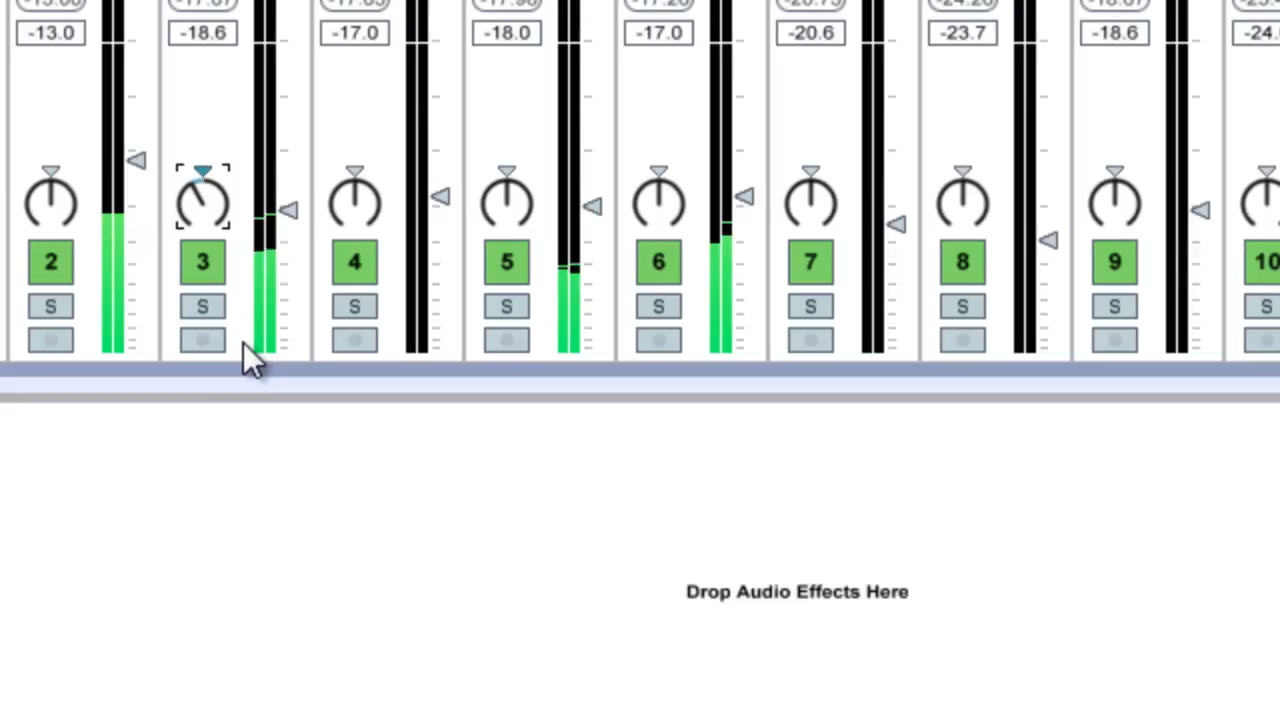 -13.0 -18.6 -17.0 -18.0 -17.0 -20.6 -23.7 -18.6
2 3 4 5 6 7 8 9 10
S S S S S S S S S
Drop Audio Effects Here